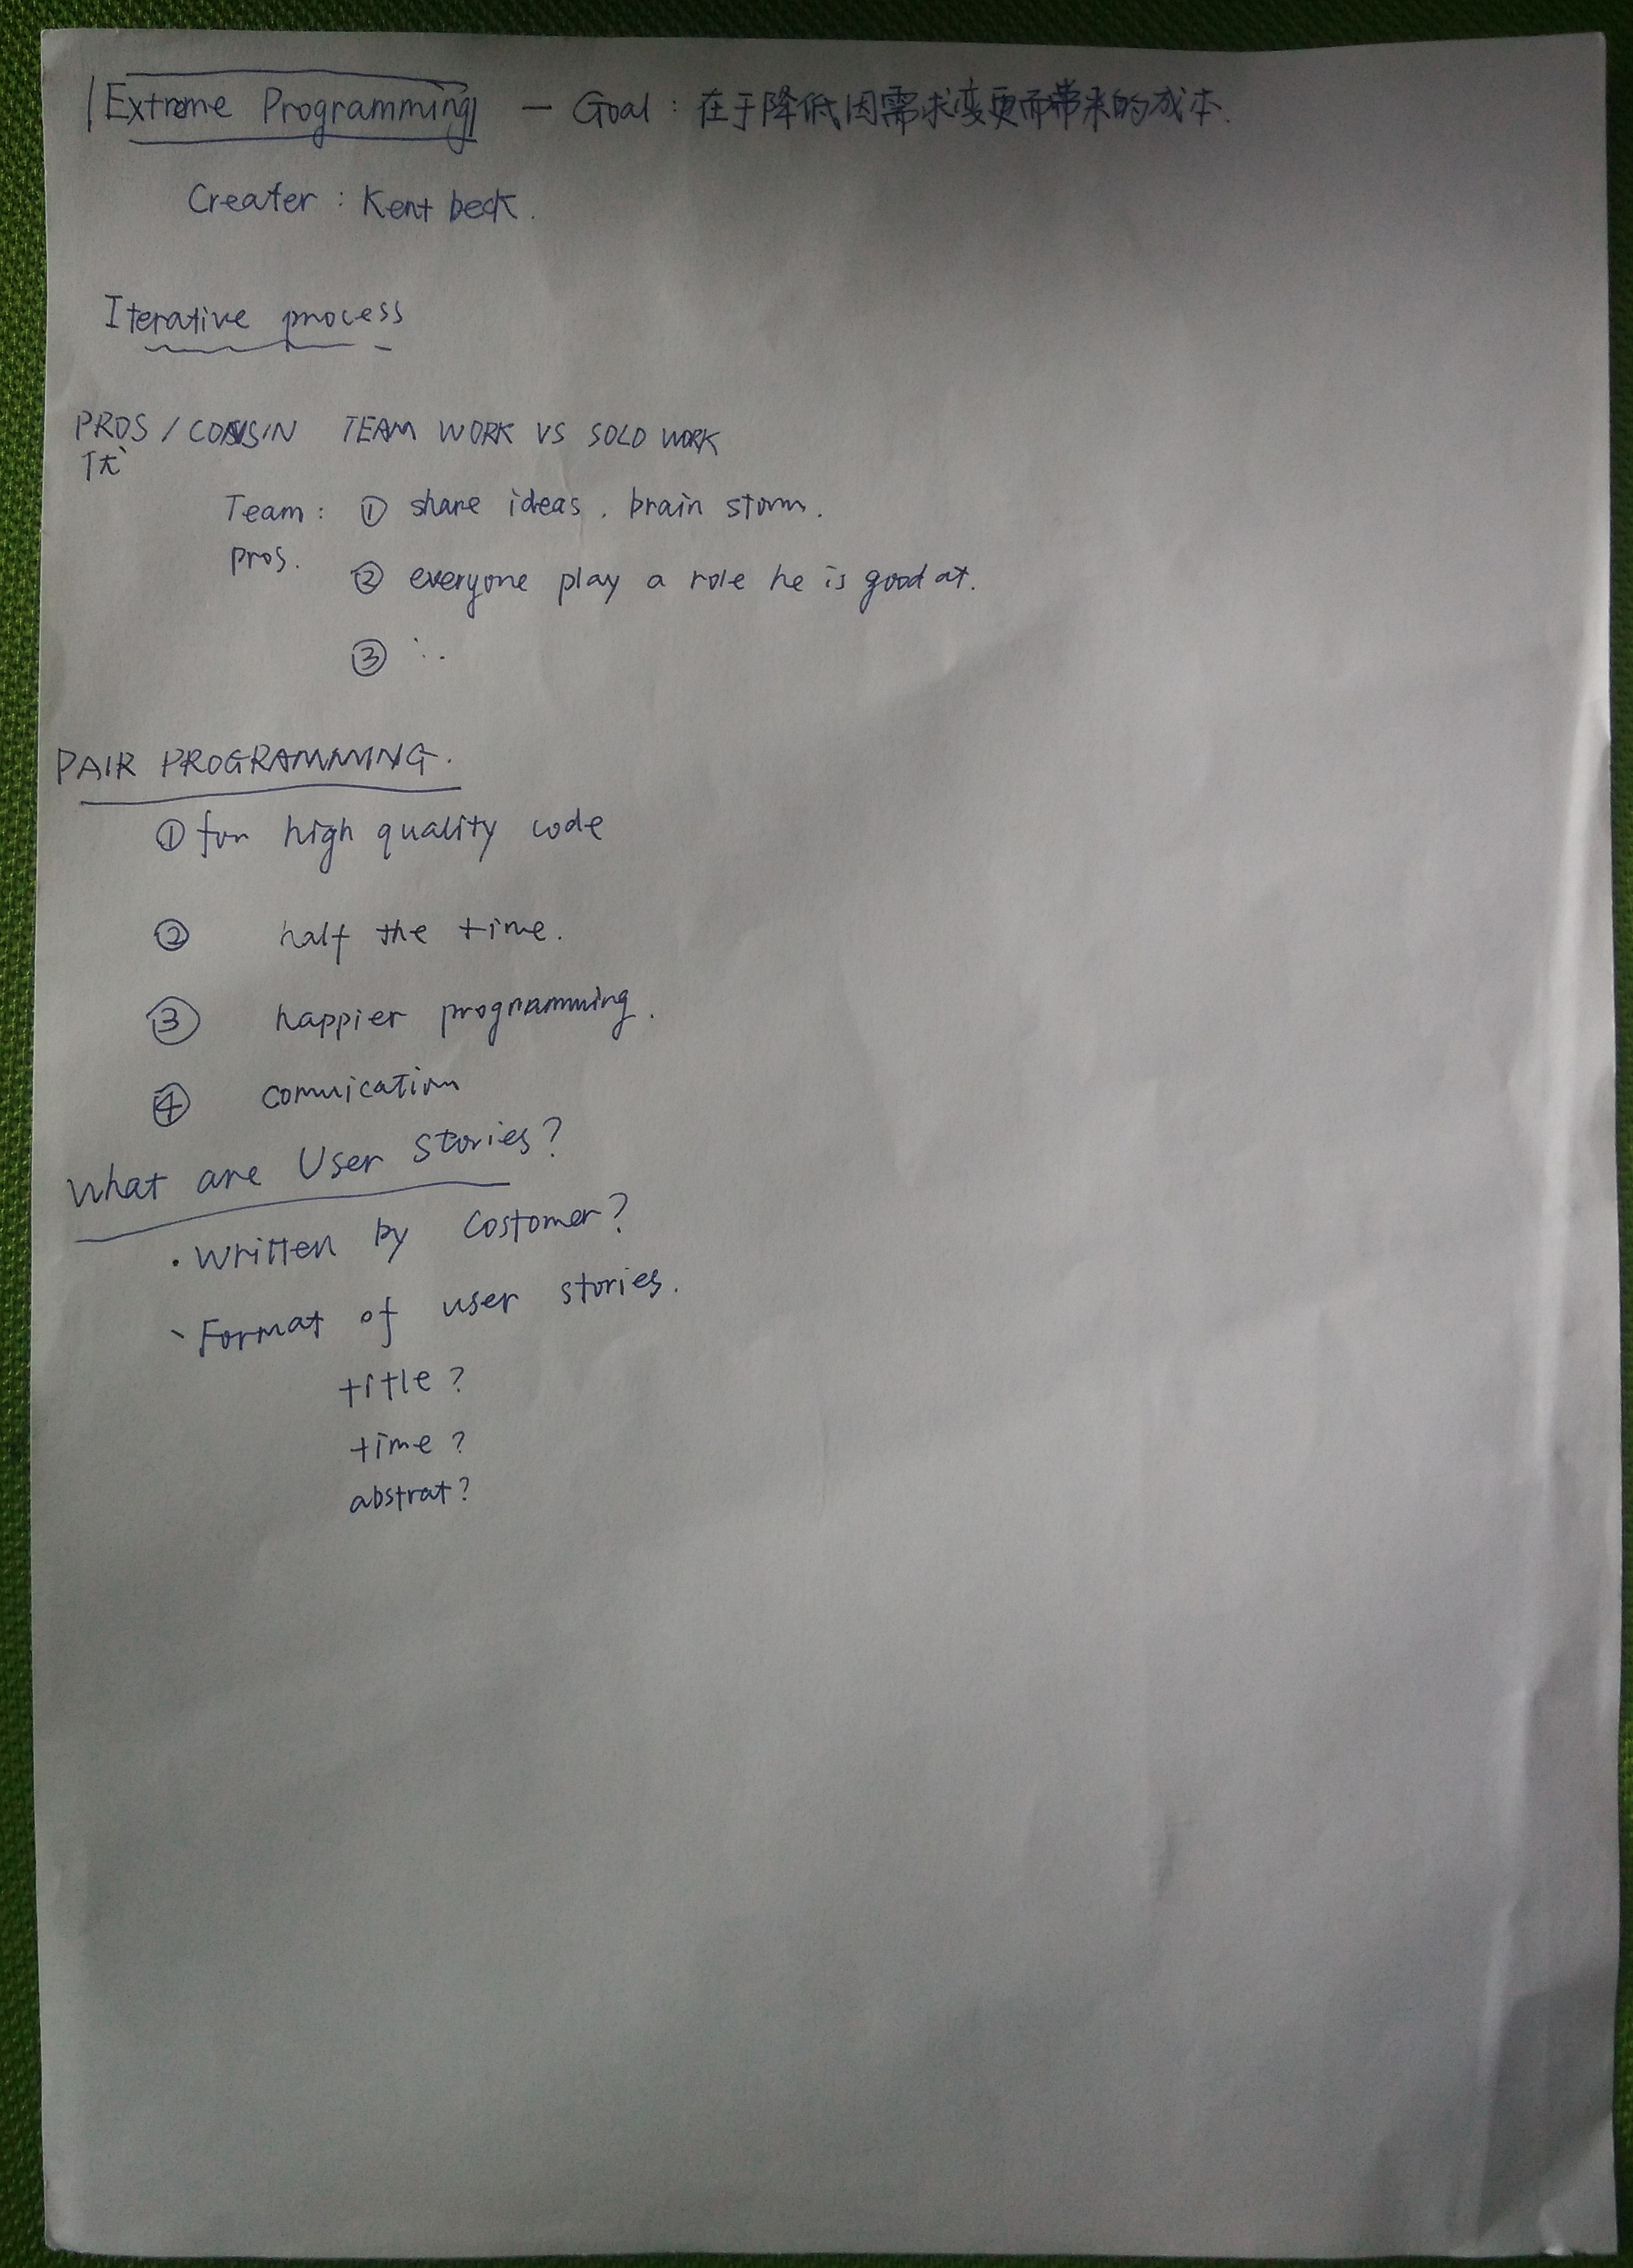 Extreme Programming — Goal: 在于降低因需求变更而带来的成本.
Creater: Kent beck.
Iterative process
PROS / CONS IN TEAM WORK VS SOLO WORK
优
Team: ① share ideas. brain storm.
pros.
② everyone play a role he is good at.
③ ...
PAIR PROGRAMMING.
① for high quality code
② half the time.
③ happier programming.
④ comnication
What are User Stories?
· Written by Costomer?
、Format of user stories.
title?
time?
abstrat?